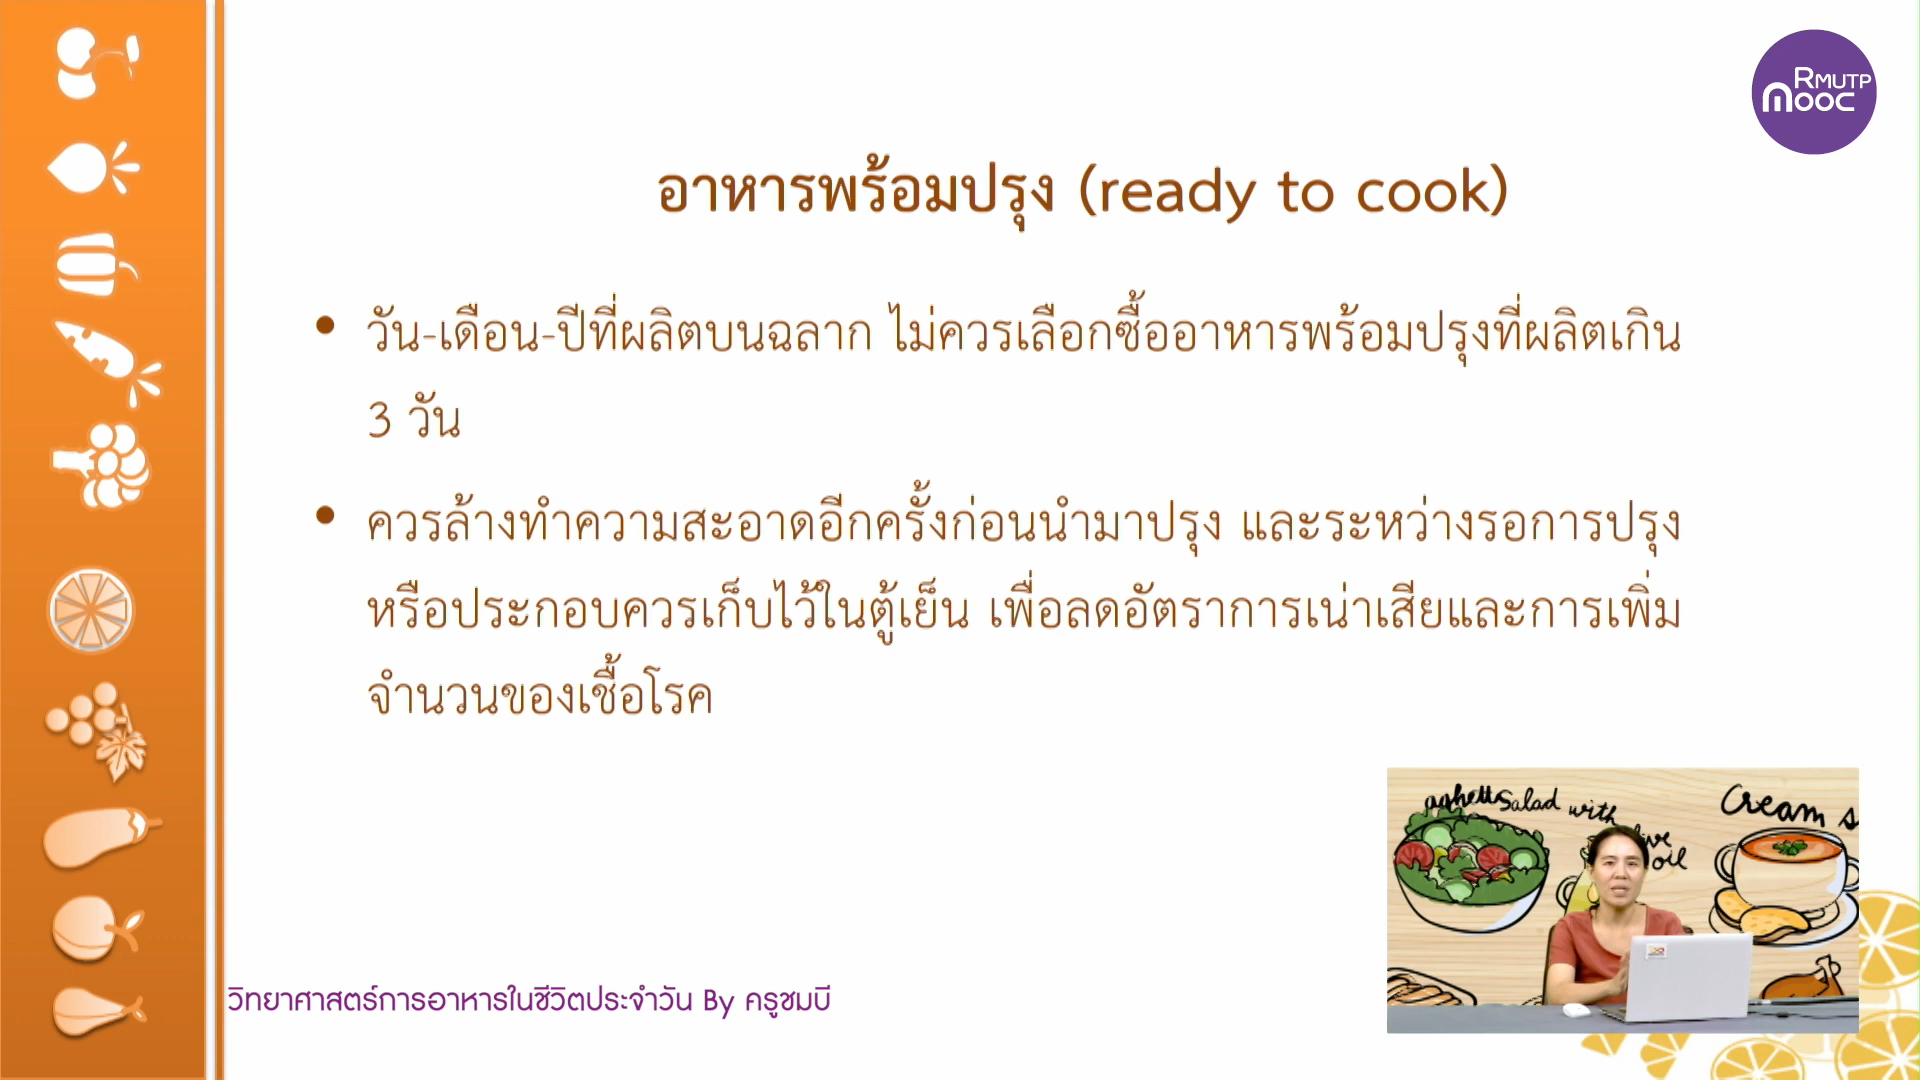 RMUTP
mooc
อาหารพร้อมปรุง (ready to cook)
• วัน-เดือน-ปีที่ผลิตบนฉลาก ไม่ควรเลือกซื้ออาหารพร้อมปรุงที่ผลิตเกิน
3 วัน
• ควรล้างทำความสะอาดอีกครั้งก่อนนำมาปรุง และระหว่างรอการปรุง
หรือประกอบควรเก็บไว้ในตู้เย็น เพื่อลดอัตราการเน่าเสียและการเพิ่ม
จำนวนของเชื้อโรค
Salad with
oil
Cream
วิทยาศาสตร์การอาหารในชีวิตประจำวัน By ครูชมบี